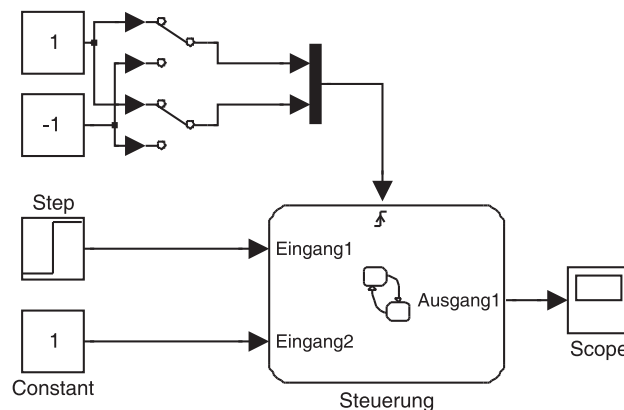 1
-1
Step
Eingang1
Ausgang1
1
Eingang2
Constant
Scope
Steuerung